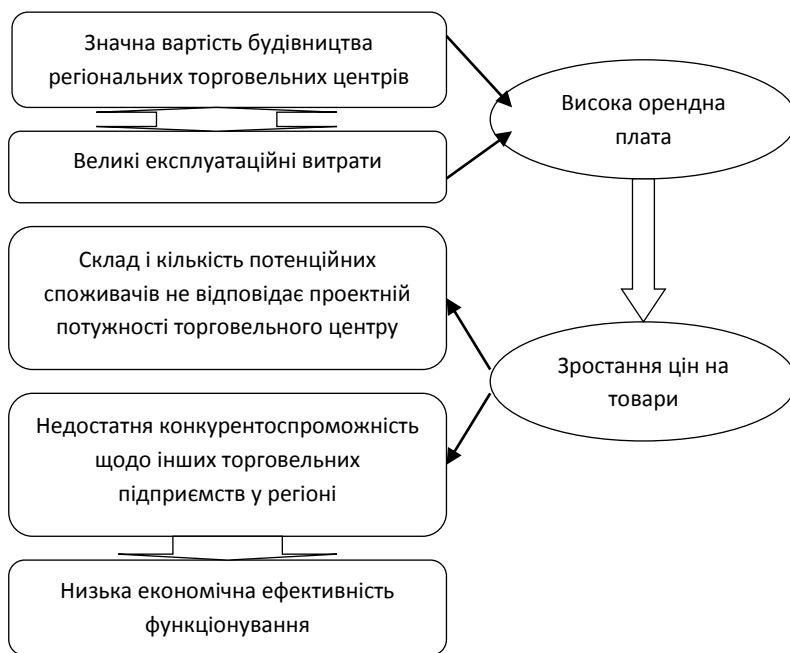 Значна вартість будівництва
регіональних торговельних центрів
Висока орендна
плата
Великі експлуатаційні витрати
Склад і кількість потенційних
споживачів не відповідає проектній
потужності торговельного центру
Зростання цін на
товари
Недостатня конкурентоспроможність
щодо інших торговельних
підприємств у регіоні
Низька економічна ефективність
функціонування